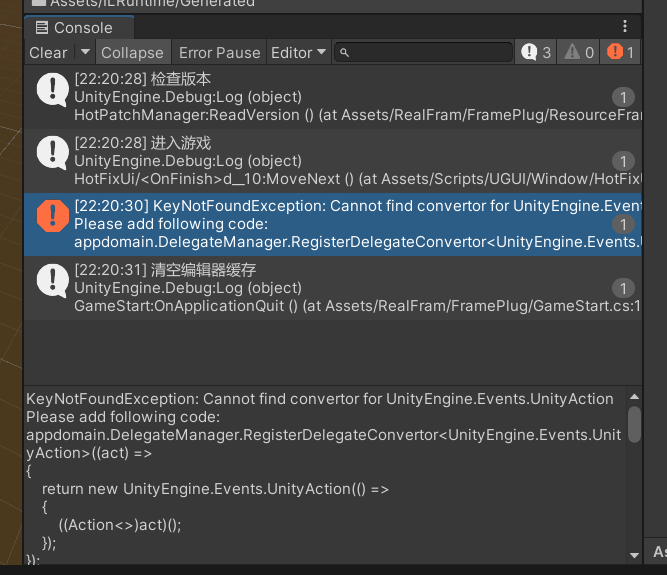 Assets/ILRuntime/Generated
Console
Clear Collapse Error Pause Editor 3 0 1
[22:20:28] 检查版本
UnityEngine.Debug:Log (object) 1
HotPatchManager:ReadVersion () (at Assets/RealFram/FramePlug/ResourceFram
[22:20:28] 进入游戏
UnityEngine.Debug:Log (object) 1
HotFixUi/<OnFinish>d__10:MoveNext () (at Assets/Scripts/UGUI/Window/HotFixU
[22:20:30] KeyNotFoundException: Cannot find convertor for UnityEngine.Event
Please add following code: 1
appdomain.DelegateManager.RegisterDelegateConvertor<UnityEngine.Events.U
[22:20:31] 清空编辑器缓存
UnityEngine.Debug:Log (object) 1
GameStart:OnApplicationQuit () (at Assets/RealFram/FramePlug/GameStart.cs:1
KeyNotFoundException: Cannot find convertor for UnityEngine.Events.UnityAction
Please add following code:
appdomain.DelegateManager.RegisterDelegateConvertor<UnityEngine.Events.Unit
yAction>((act) =>
{
return new UnityEngine.Events.UnityAction(() =>
{
((Action<>)act)();
});
});
As